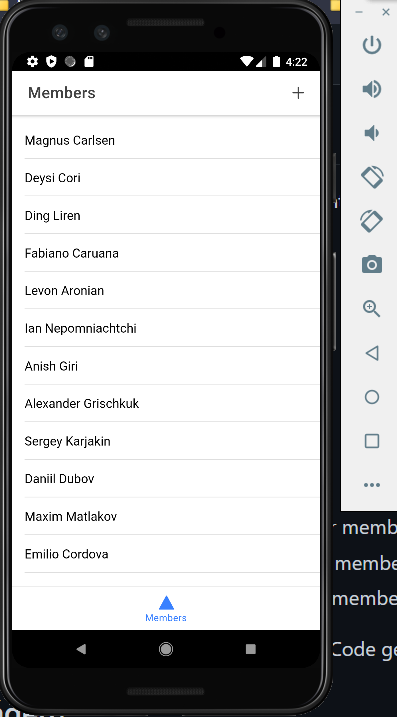 4:22
Members
Magnus Carlsen
Deysi Cori
Ding Liren
Fabiano Caruana
Levon Aronian
Ian Nepomniachtchi
Anish Giri
Alexander Grischkuk
Sergey Karjakin
Daniil Dubov
Maxim Matlakov
Emilio Cordova
Members
r memb
membe
membe
Code ge